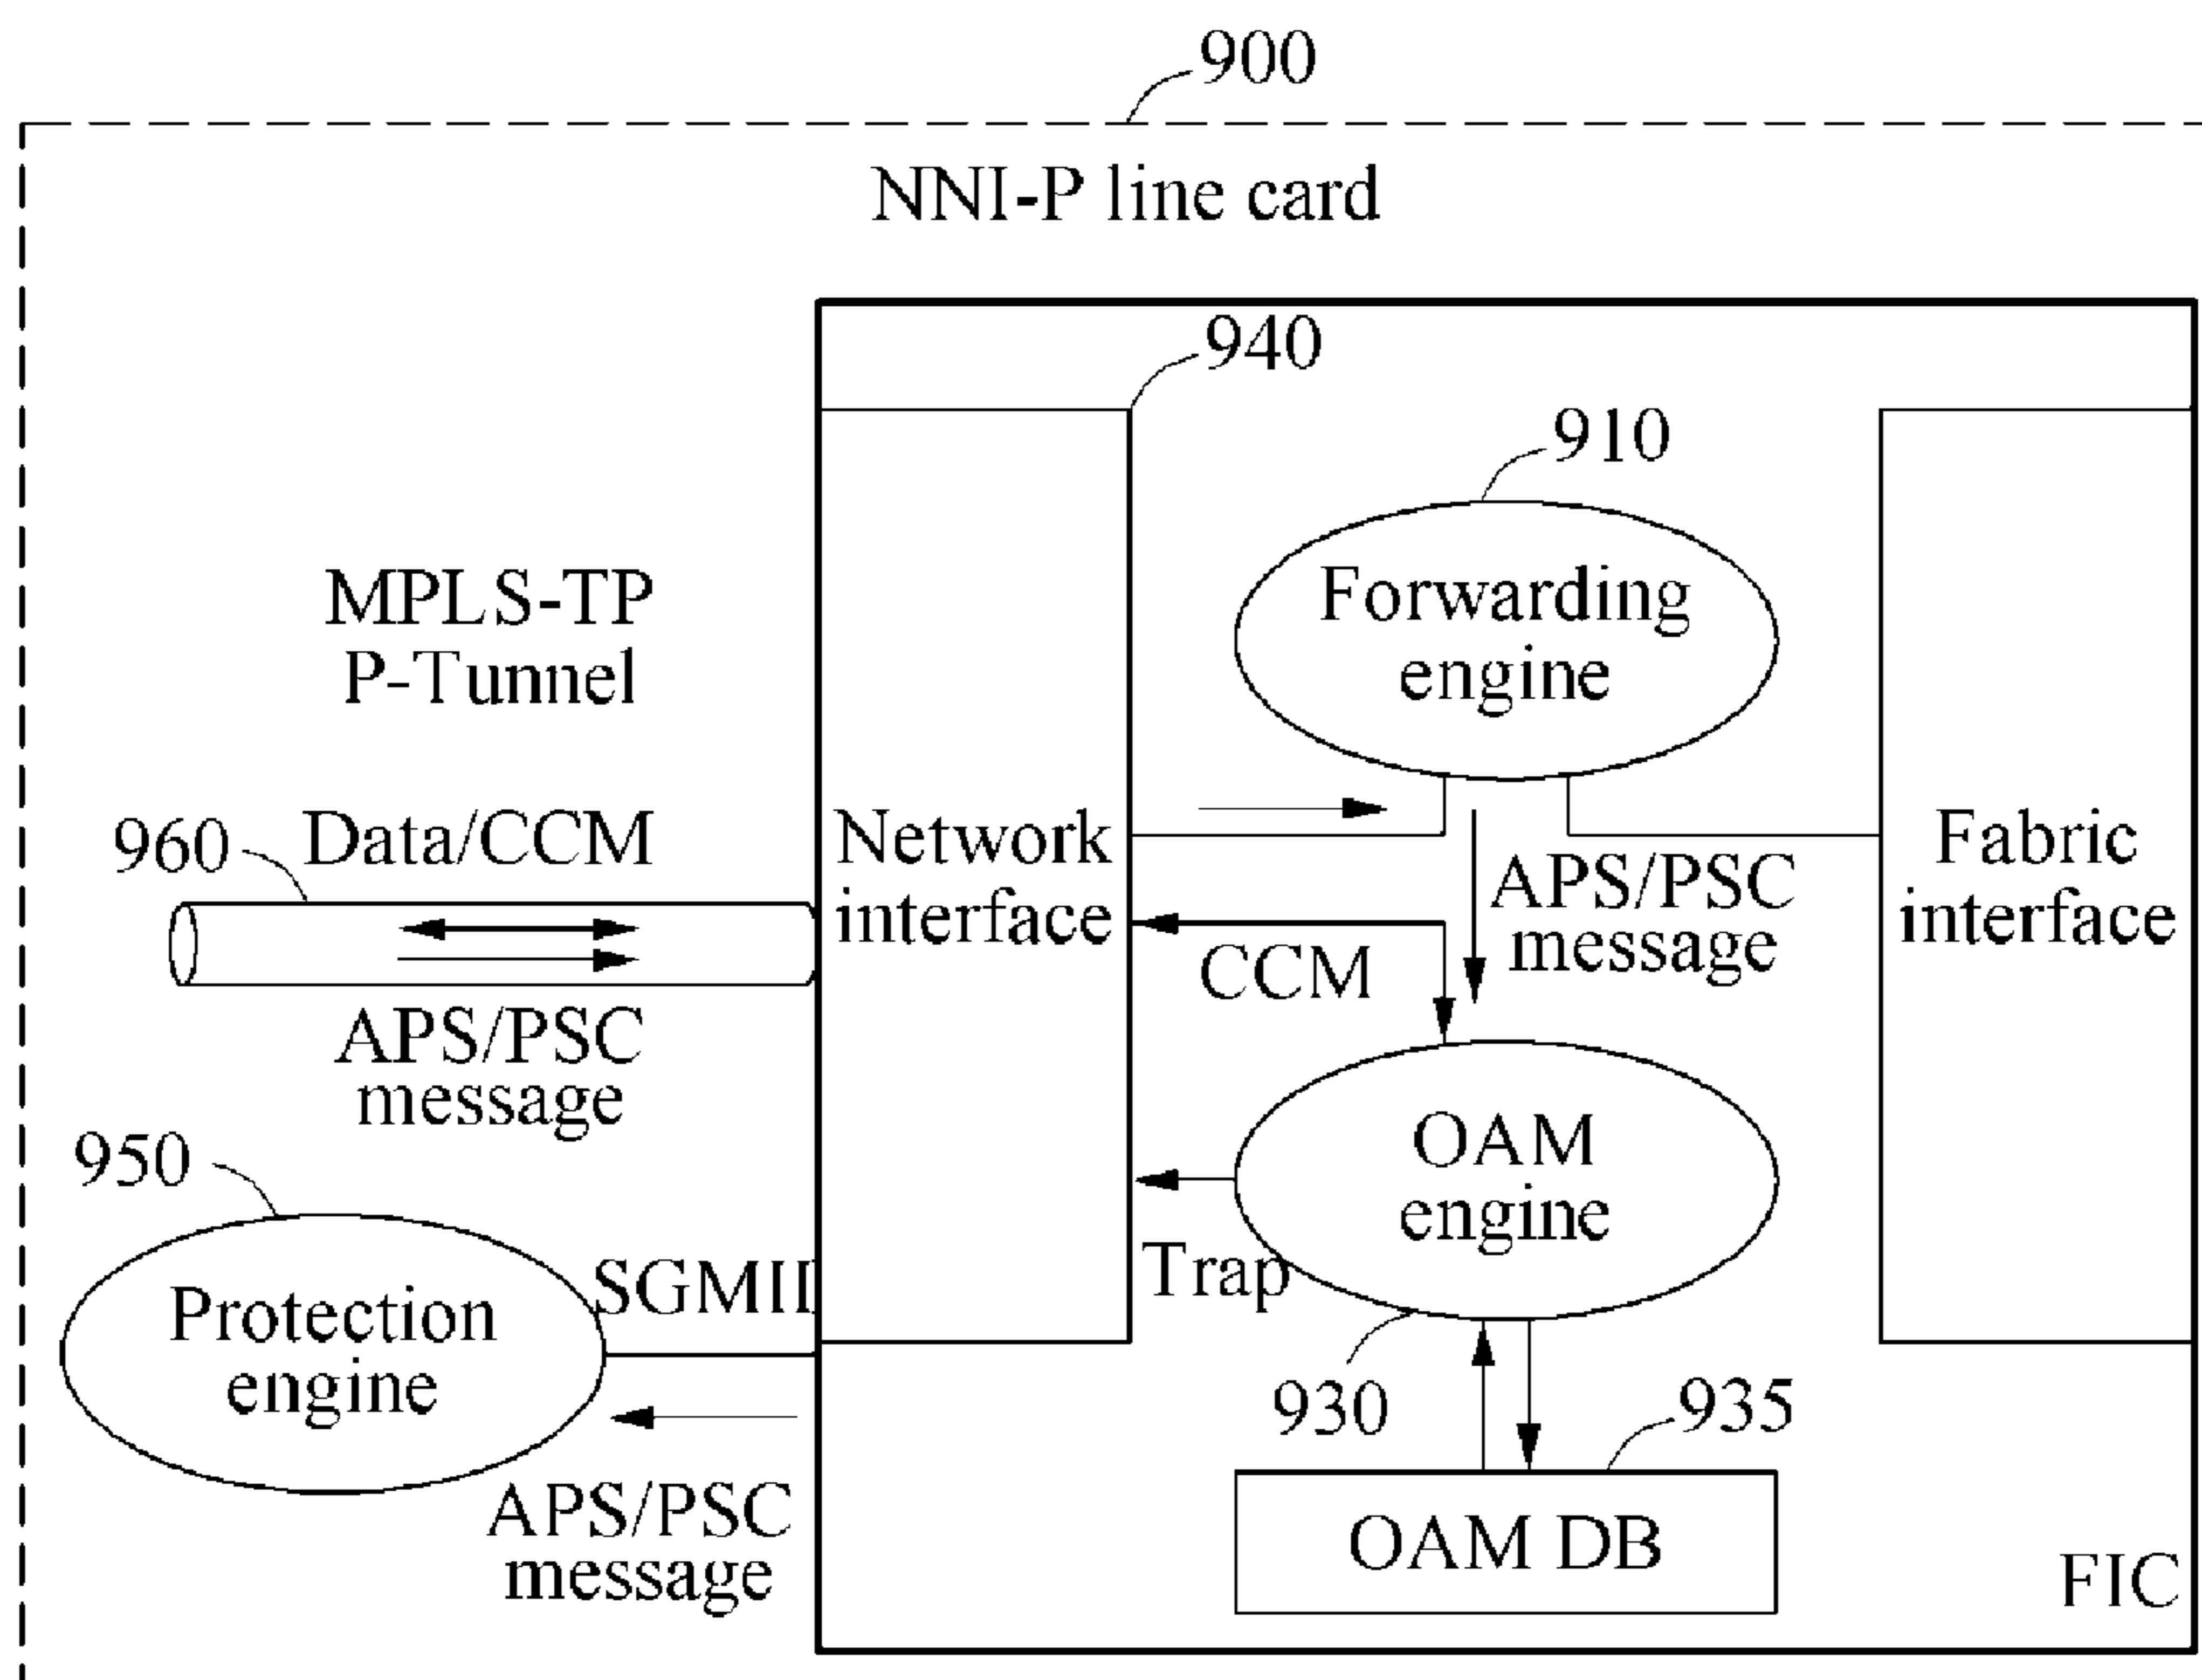 900
NNI-P line card
940
910
Forwarding
engine
MPLS-TP
P-Tunnel
960
Data/CCM
Network
interface
Fabric
interface
APS/PSC
message
CCM
APS/PSC
message
950
OAM
engine
Trap
SGMII
Protection
engine
930
935
APS/PSC
message
OAM DB
FIC